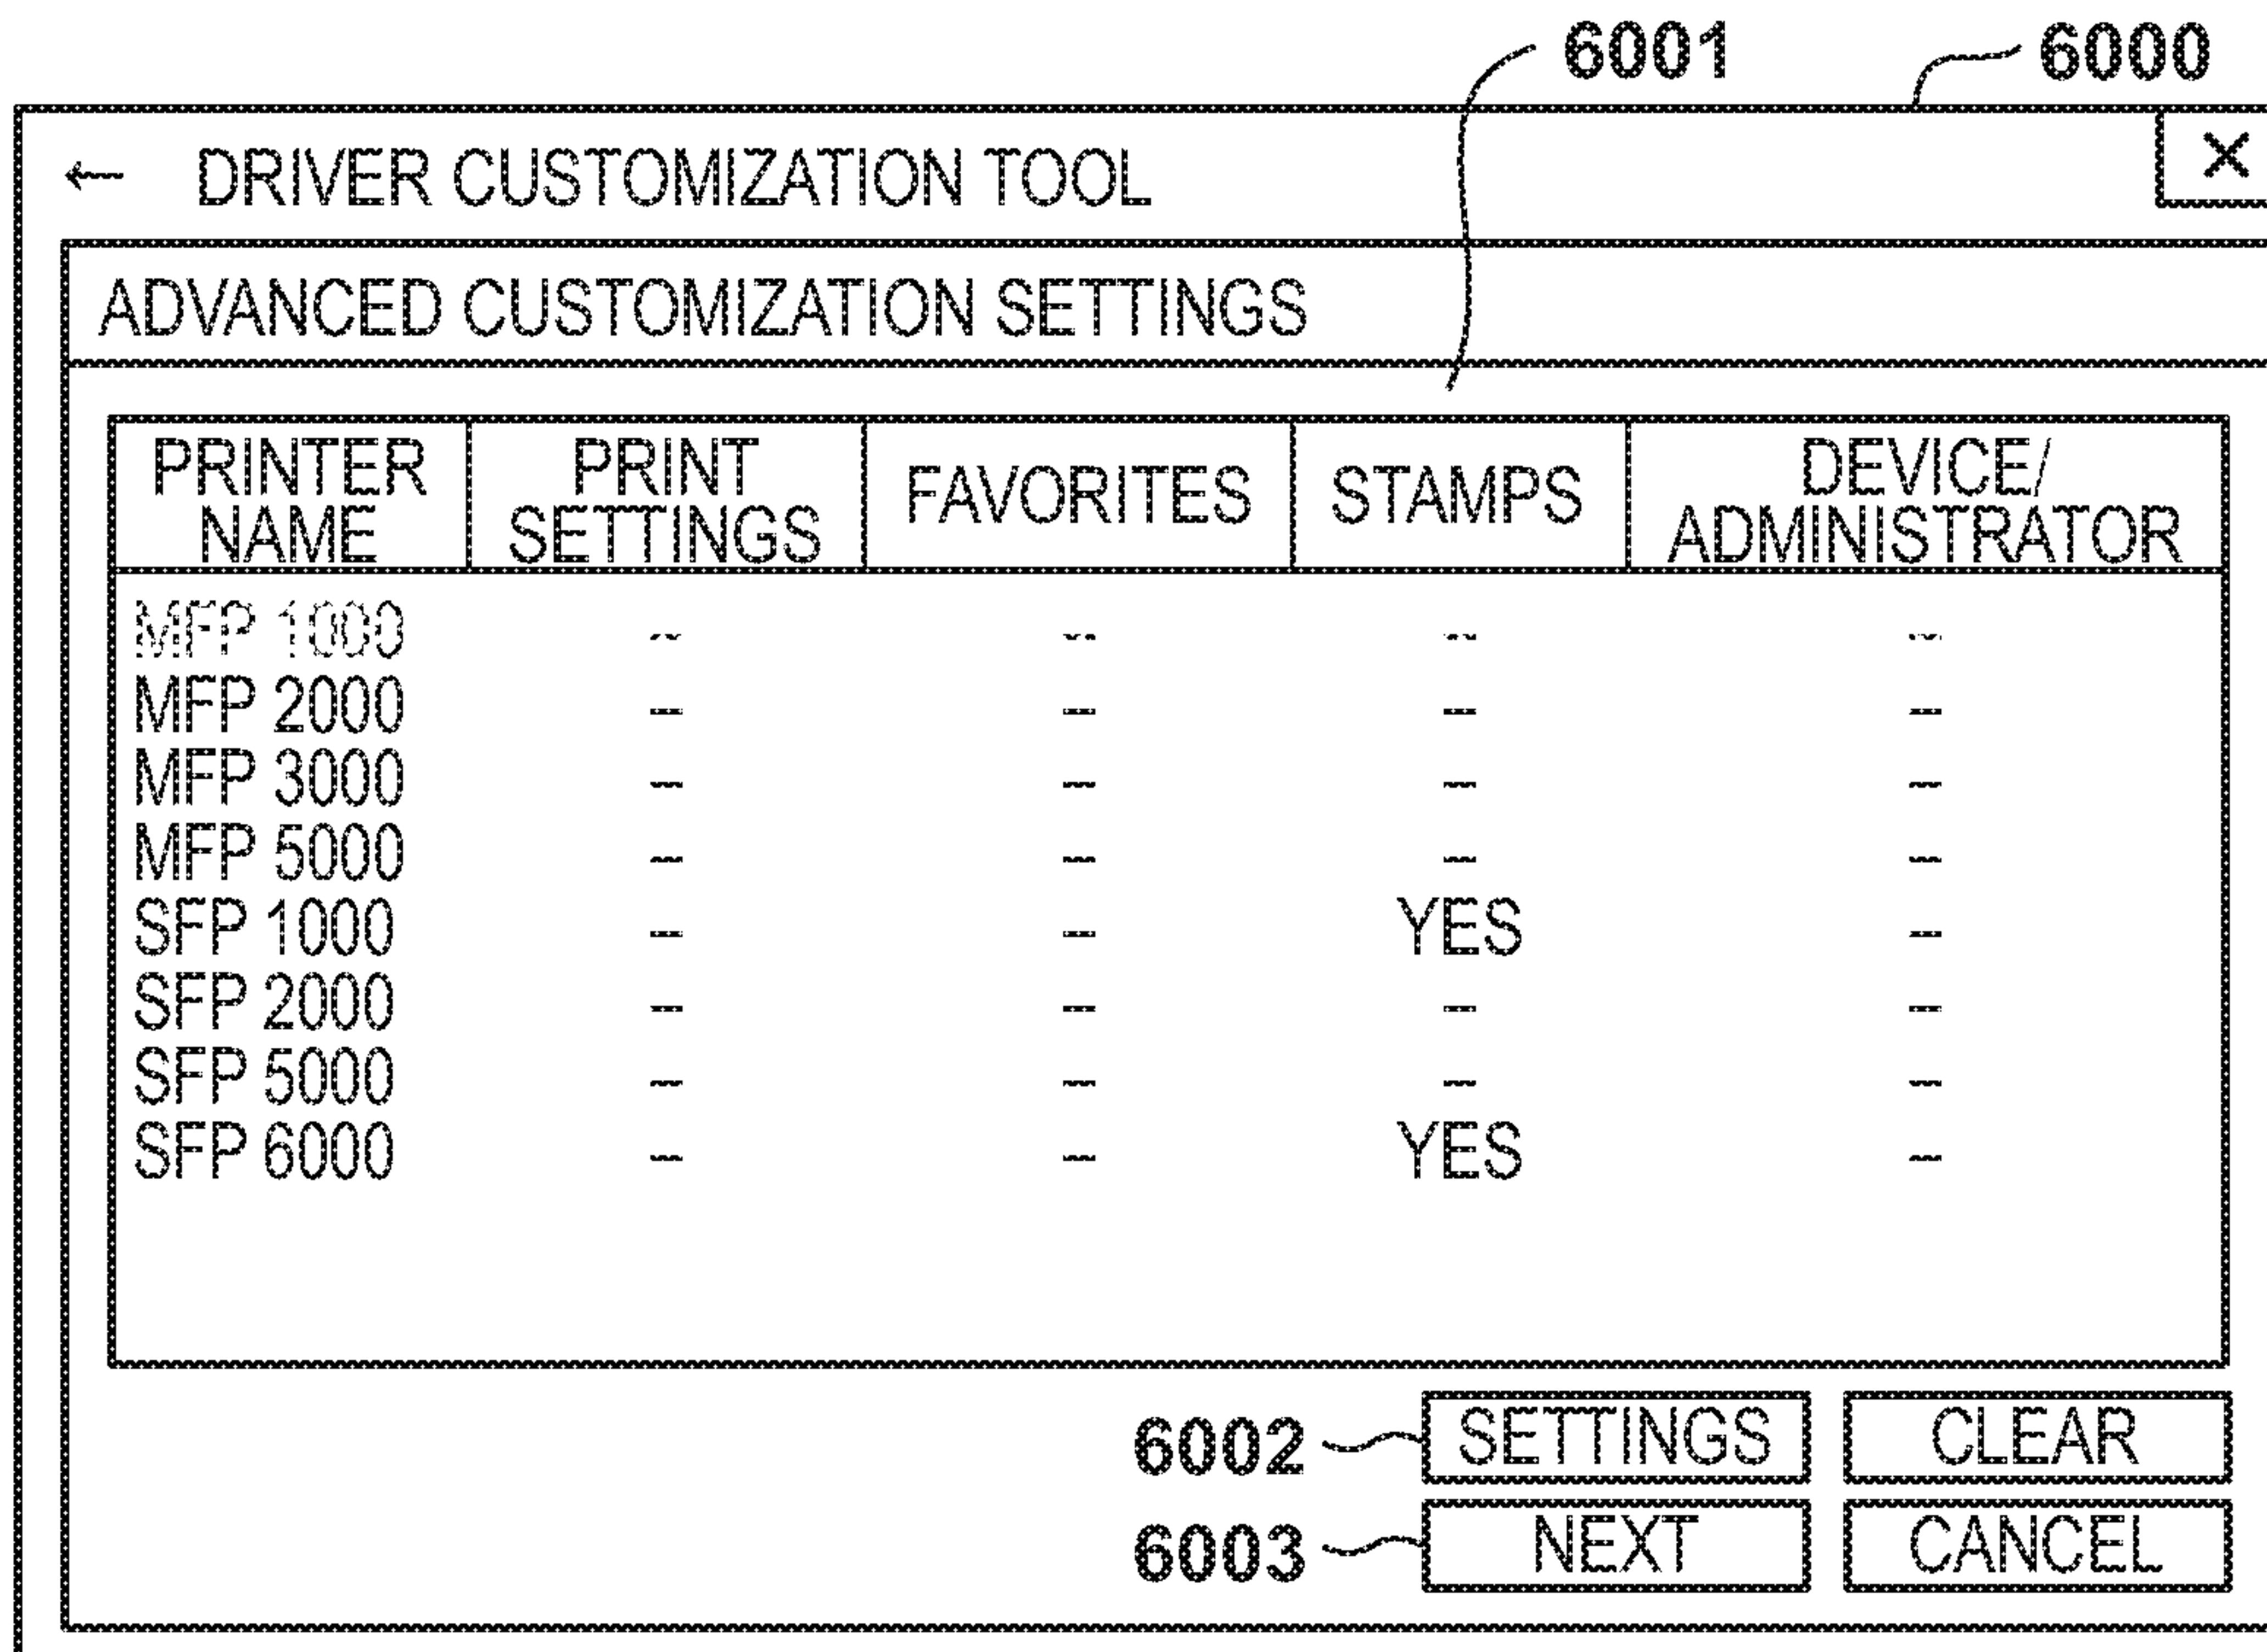 6001 6000
← DRIVER CUSTOMIZATION TOOL ×
ADVANCED CUSTOMIZATION SETTINGS
PRINTER NAME PRINT SETTINGS FAVORITES STAMPS DEVICE/ ADMINISTRATOR
MFP 1000 – – – –
MFP 2000 – – – –
MFP 3000 – – – –
MFP 5000 – – – –
SFP 1000 – – YES –
SFP 2000 – – – –
SFP 5000 – – – –
SFP 6000 – – YES –
6002 SETTINGS CLEAR
6003 NEXT CANCEL